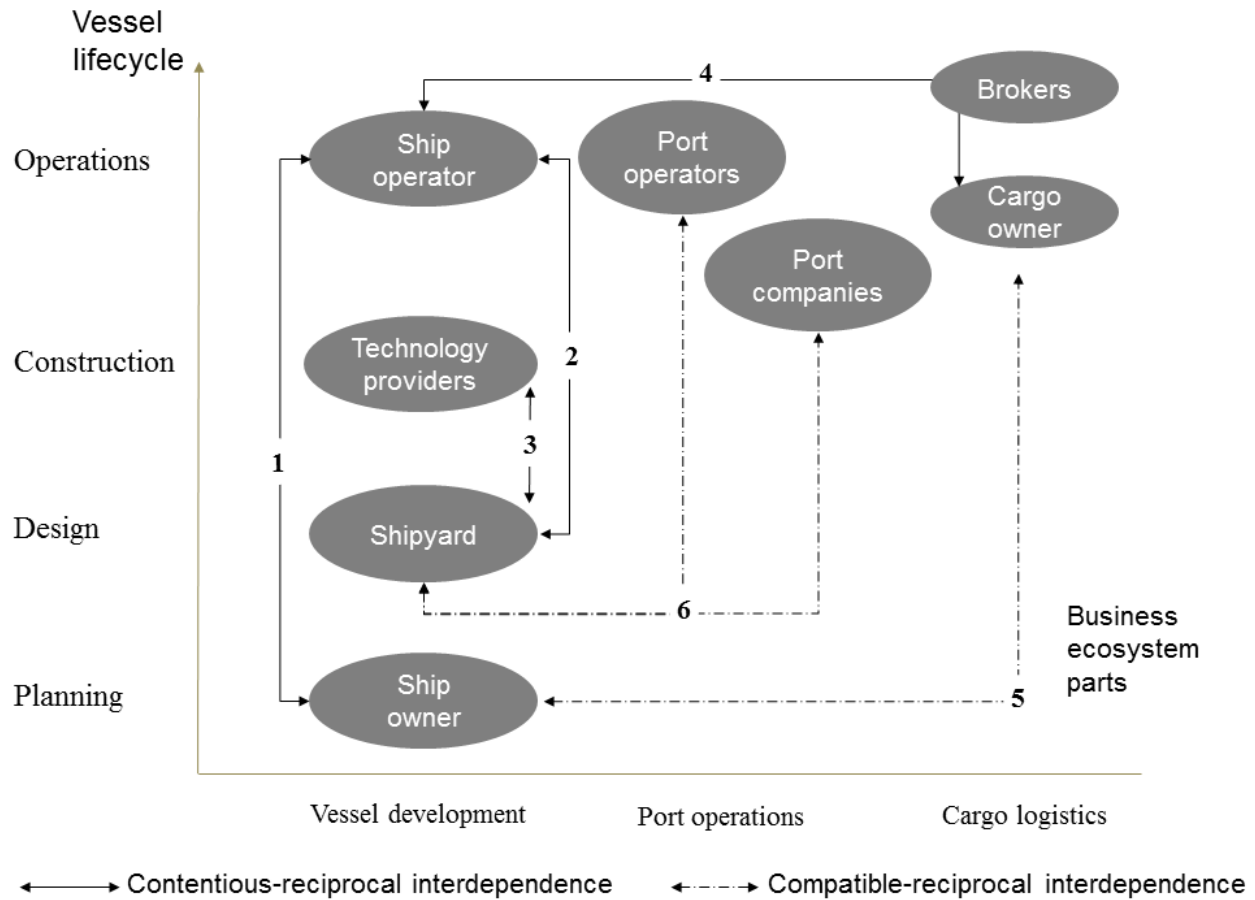 Vessel
lifecycle
4
Brokers
Operations
Ship
operator
Port
operators
Cargo
owner
Port
companies
Construction
Technology
providers
2
3
1
Design
Shipyard
6
Business
ecosystem
parts
Planning
Ship
owner
5
Vessel development
Port operations
Cargo logistics
Contentious-reciprocal interdependence
Compatible-reciprocal interdependence